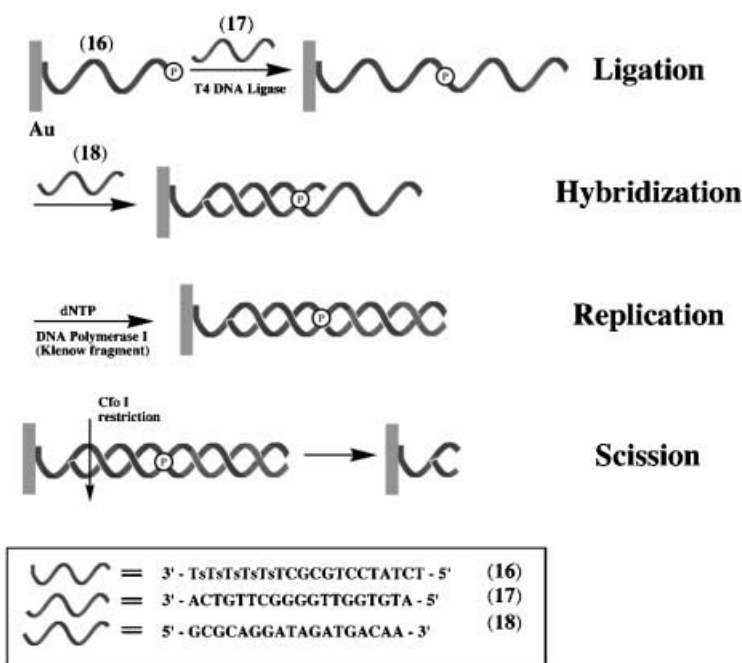 (16)
(17)
P
T4 DNA Ligase
P
Ligation
Au
(18)
P
Hybridization
dNTP
DNA Polymerase I
(Klenow fragment)
P
Replication
Cfo I
restriction
P
Scission
= 3' - TsTsTsTsTsTCGCGTCCTATCT - 5' (16)
= 3' - ACTGTTCGGGGTTGGTGTA - 5' (17)
= 5' - GCGCAGGATAGATGACAA - 3' (18)